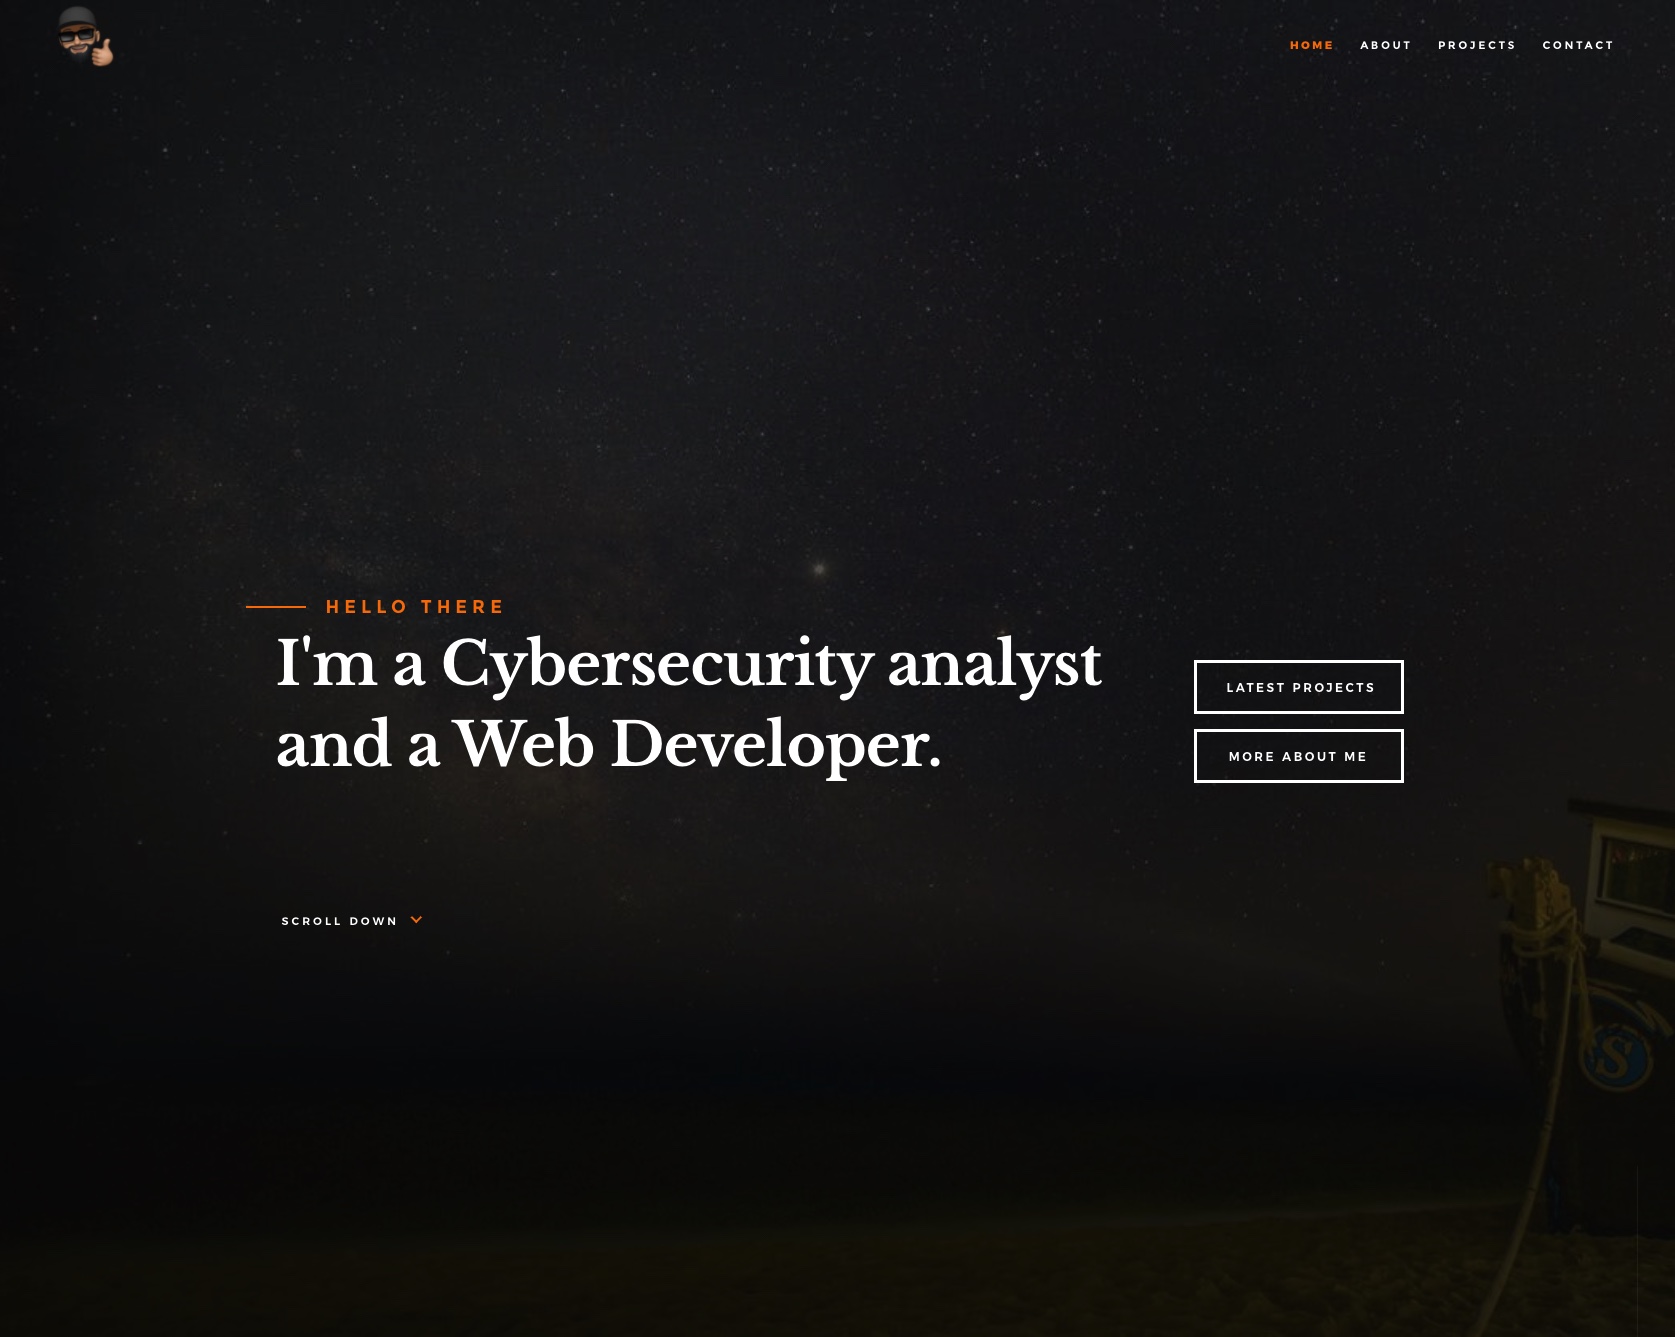 HOME ABOUT PROJECTS CONTACT
HELLO THERE
I'm a Cybersecurity analyst
and a Web Developer.
LATEST PROJECTS
MORE ABOUT ME
SCROLL DOWN
S